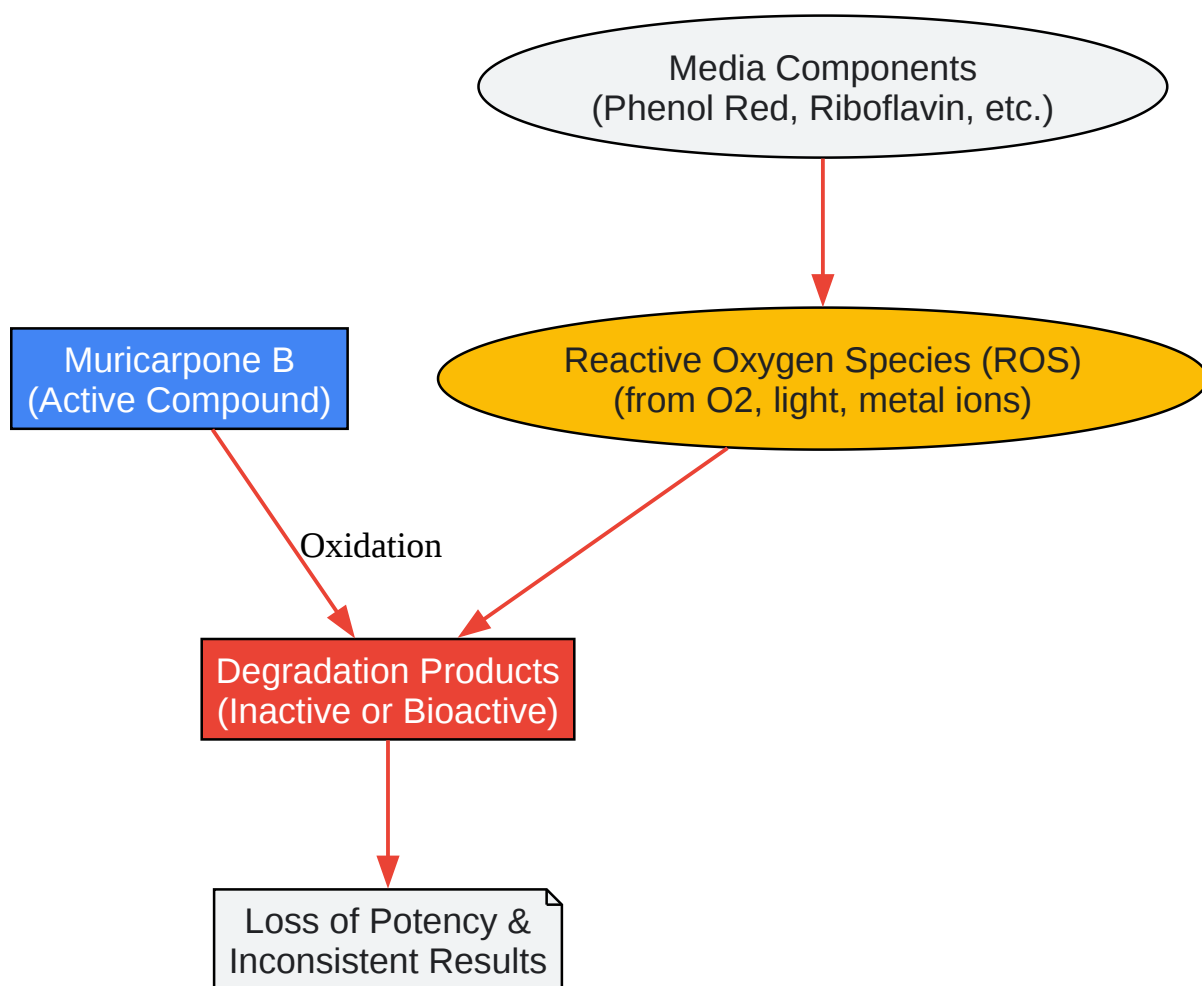 Media Components
(Phenol Red, Riboflavin, etc.)
Muricarpone B
(Active Compound)
Reactive Oxygen Species (ROS)
(from O2, light, metal ions)
Oxidation
Degradation Products
(Inactive or Bioactive)
Loss of Potency &
Inconsistent Results